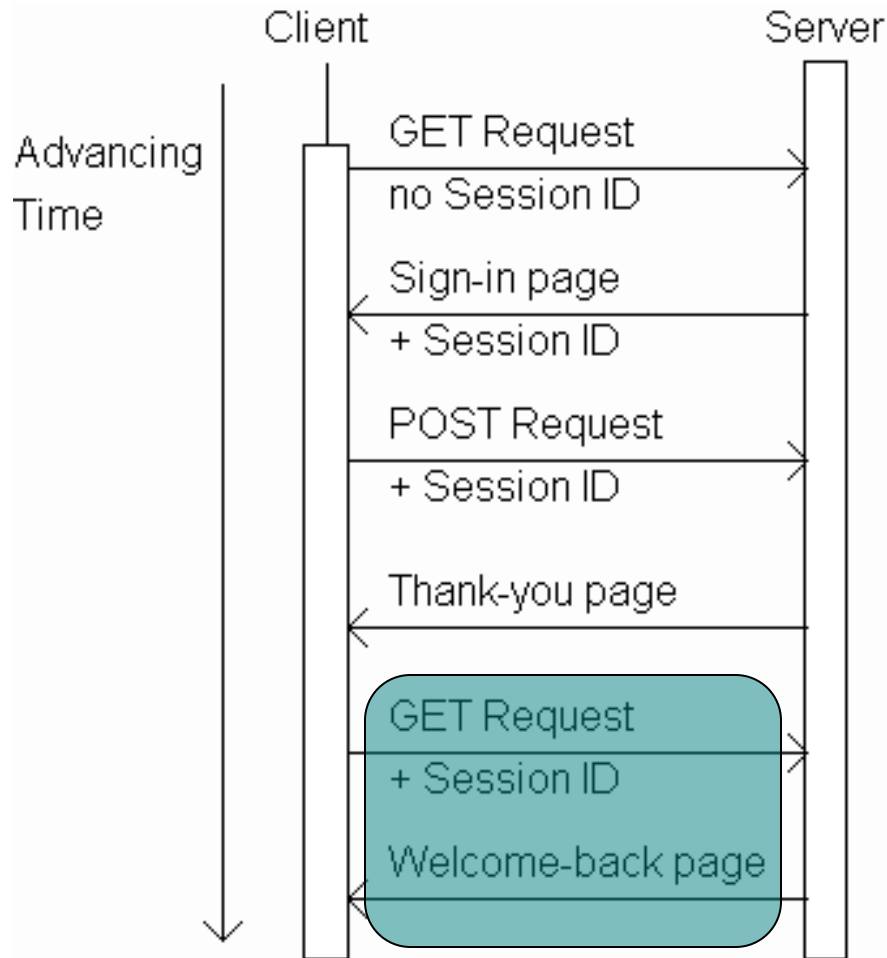 Client
Server
Advancing
Time
GET Request
no Session ID
Sign-in page
+ Session ID
POST Request
+ Session ID
Thank-you page
GET Request
+ Session ID
Welcome-back page